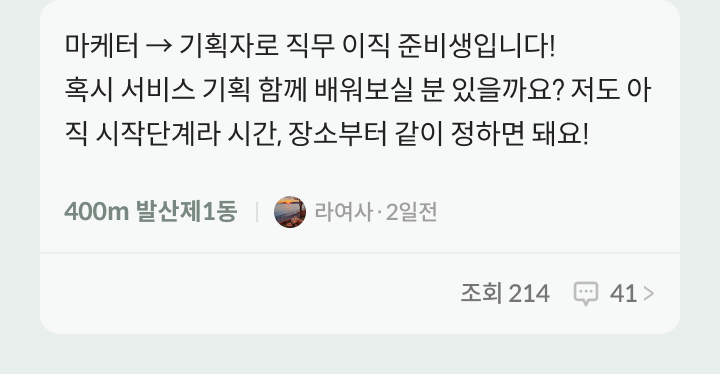 마케터 → 기획자로 직무 이직 준비생입니다!
혹시 서비스 기획 함께 배워보실 분 있을까요? 저도 아
직 시작단계라 시간, 장소부터 같이 정하면 돼요!
400m 발산제1동 | 라여사 · 2일전
조회 214 41 >